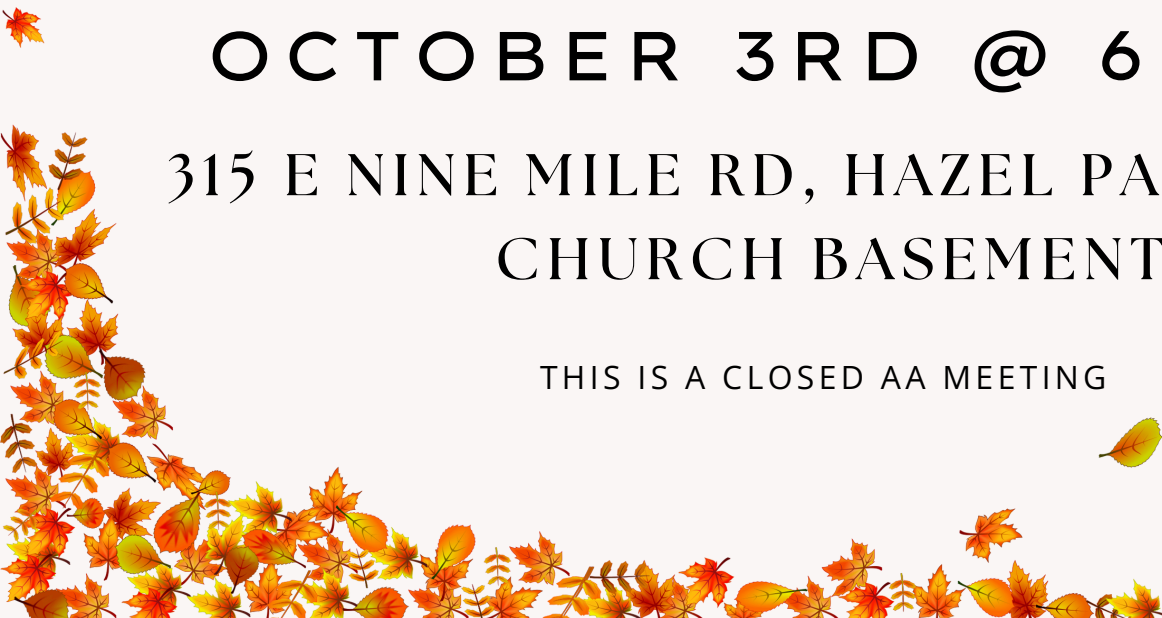 OCTOBER 3RD @ 6
315 E NINE MILE RD, HAZEL PA
CHURCH BASEMENT
THIS IS A CLOSED AA MEETING